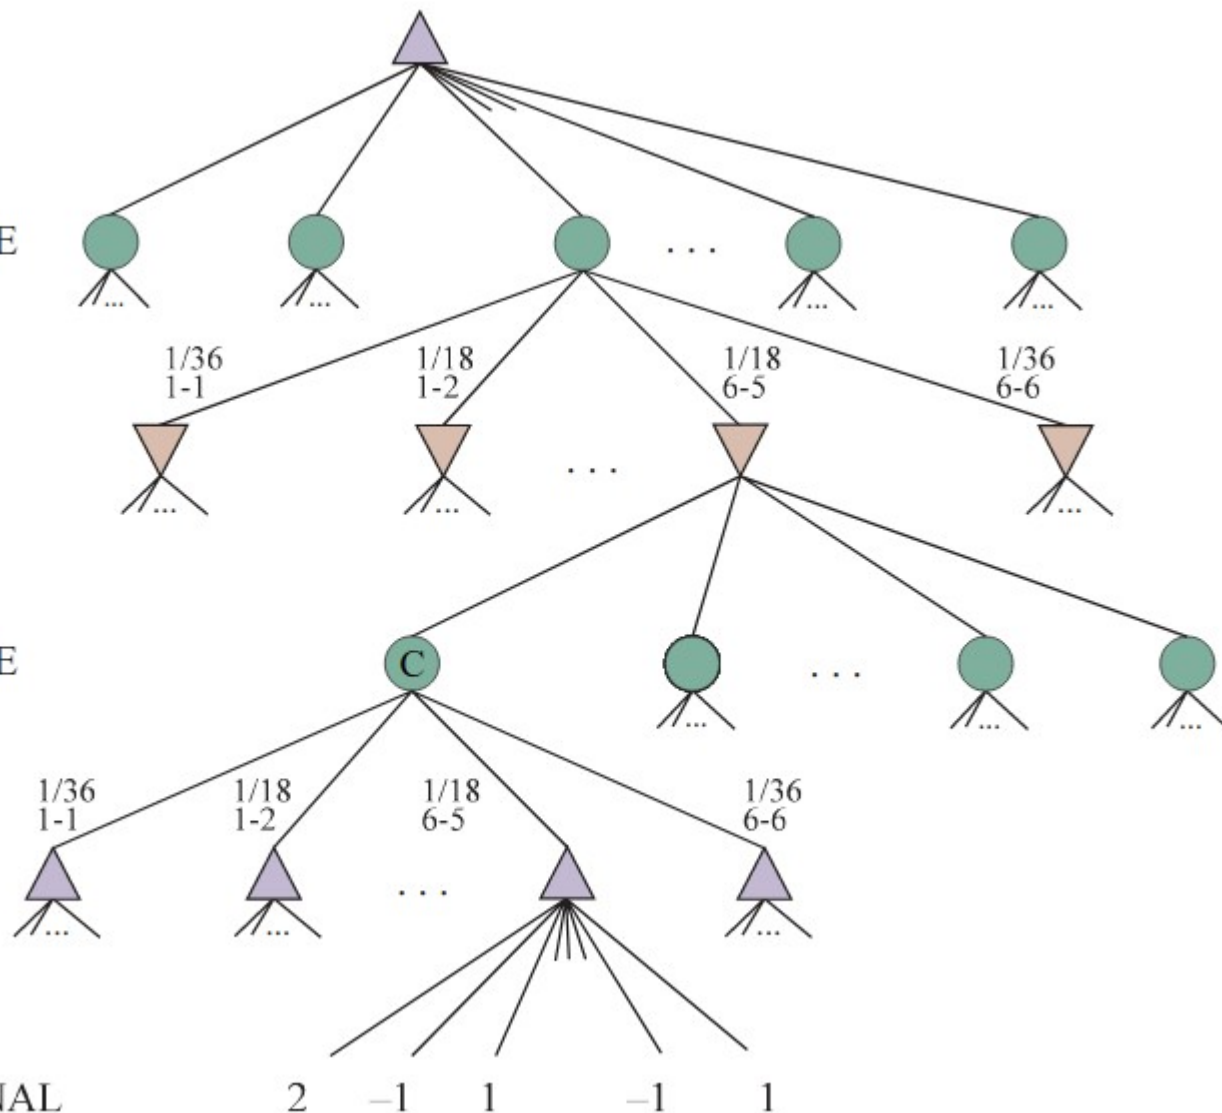 E
. . .
... ... ... ...
1/36 1/18 1/18 1/36
1-1 1-2 6-5 6-6
. . .
... ... ...
E
C
. . .
... ... ...
1/36 1/18 1/18 1/36
1-1 1-2 6-5 6-6
. . .
... ... ...
NAL 2 –1 1 –1 1